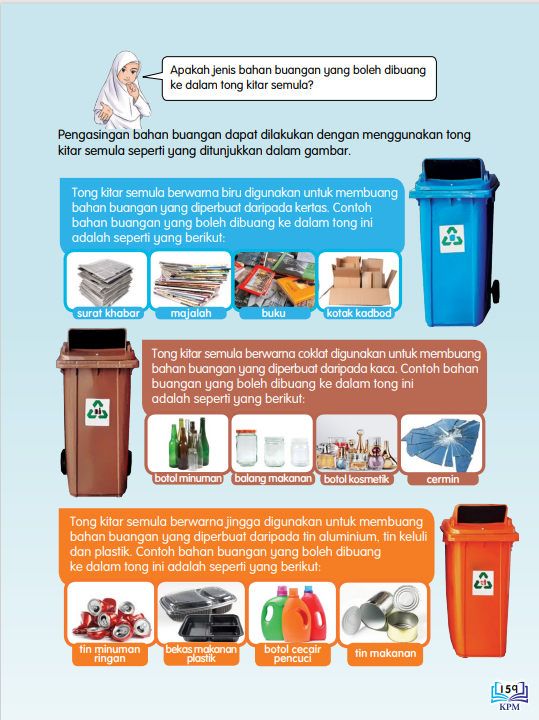 Apakah jenis bahan buangan yang boleh dibuang
ke dalam tong kitar semula?
Pengasingan bahan buangan dapat dilakukan dengan menggunakan tong
kitar semula seperti yang ditunjukkan dalam gambar.
Tong kitar semula berwarna biru digunakan untuk membuang
bahan buangan yang diperbuat daripada kertas. Contoh
bahan buangan yang boleh dibuang ke dalam tong ini
adalah seperti yang berikut:
surat khabar
majalah
buku
kotak kadbod
Tong kitar semula berwarna coklat digunakan untuk membuang
bahan buangan yang diperbuat daripada kaca. Contoh bahan
buangan yang boleh dibuang ke dalam tong ini
adalah seperti yang berikut:
botol minuman
balang makanan
botol kosmetik
cermin
Tong kitar semula berwarna jingga digunakan untuk membuang
bahan buangan yang diperbuat daripada tin aluminium, tin keluli
dan plastik. Contoh bahan buangan yang boleh dibuang
ke dalam tong ini adalah seperti yang berikut:
tin minuman
ringan
bekas makanan
plastik
botol cecair
pencuci
tin makanan
159
KPM